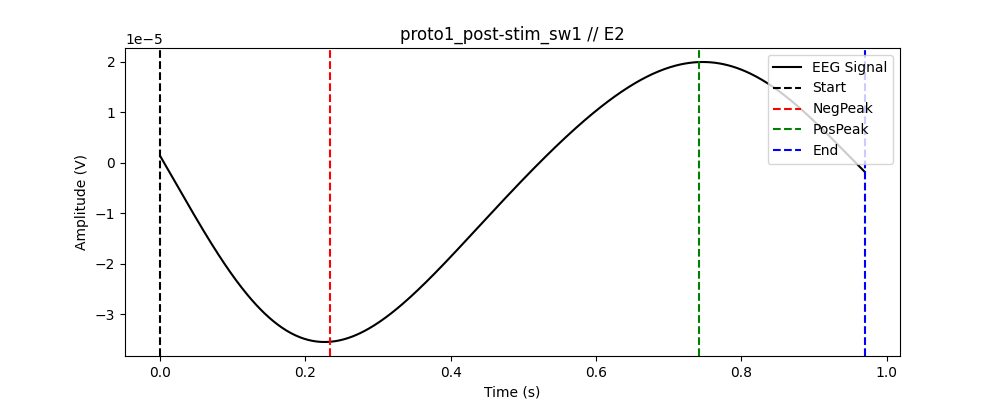 proto1_post-stim_sw1 // E2
1e−5
2
1
0
−1
−2
−3
Amplitude (V)
EEG Signal
Start
NegPeak
PosPeak
End
0.0 0.2 0.4 0.6 0.8 1.0
Time (s)